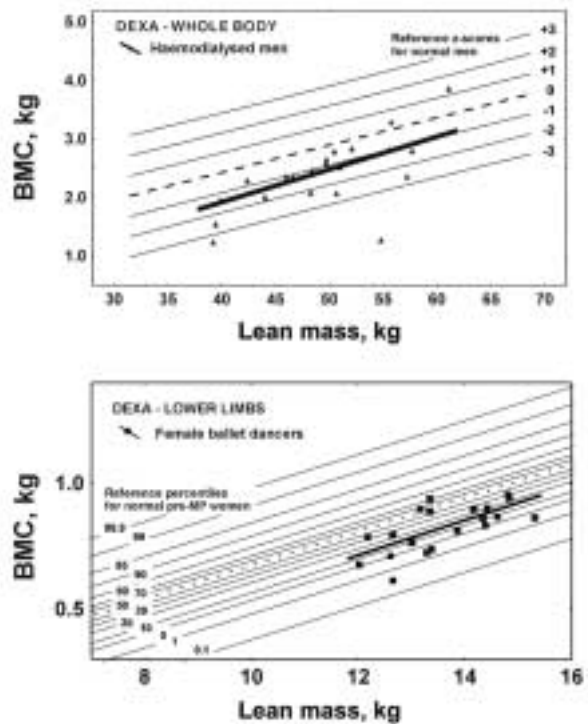 DEXA - WHOLE BODY
Haemodialysed men
Reference z-scores
for normal men
+3
+2
+1
0
-1
-2
-3
BMC, kg
5.0
4.0
3.0
2.0
1.0
30 35 40 45 50 55 60 65 70
Lean mass, kg
DEXA - LOWER LIMBS
Female ballet dancers
Reference percentiles
for normal pre-MP women
99.9 99
95 90
70
50
10
5
1
0.1
BMC, kg
1.0
0.5
8 10 12 14 16
Lean mass, kg